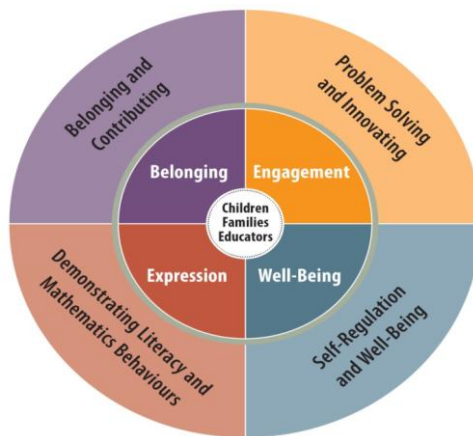 Belonging and
Contributing
Problem Solving
and Innovating
Belonging
Engagement
Children
Families
Educators
Expression
Well-Being
Demonstrating Literacy and
Mathematics Behaviours
Self-Regulation
and Well-Being